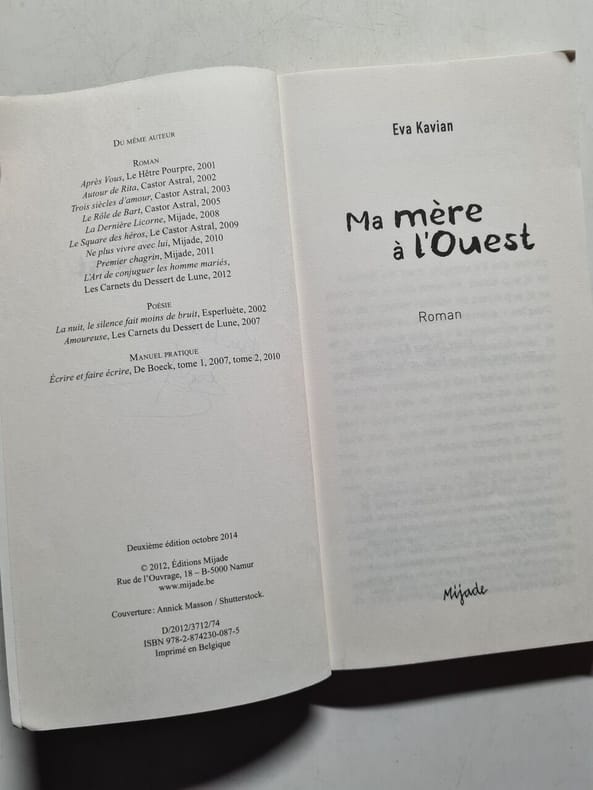 DU MÊME AUTEUR
ROMAN
Après Vous, Le Hêtre Pourpre, 2001
Autour de Rita, Castor Astral, 2002
Trois siècles d'amour, Castor Astral, 2003
Le Rôle de Bart, Castor Astral, 2005
La Dernière Licorne, Mijade, 2008
Le Square des héros, Le Castor Astral, 2009
Ne plus vivre avec lui, Mijade, 2010
Premier chagrin, Mijade, 2011
L'Art de conjuguer les homme mariés,
Les Carnets du Dessert de Lune, 2012
POÉSIE
La nuit, le silence fait moins de bruit, Esperluète, 2002
Amoureuse, Les Carnets du Dessert de Lune, 2007
MANUEL PRATIQUE
Écrire et faire écrire, De Boeck, tome 1, 2007, tome 2, 2010
Deuxième édition octobre 2014
© 2012, Éditions Mijade
Rue de l'Ouvrage, 18 – B-5000 Namur
www.mijade.be
Couverture : Annick Masson / Shutterstock.
D/2012/3712/74
ISBN 978-2-874230-087-5
Imprimé en Belgique
Eva Kavian
Ma mère
à l'Ouest
Roman
Mijade